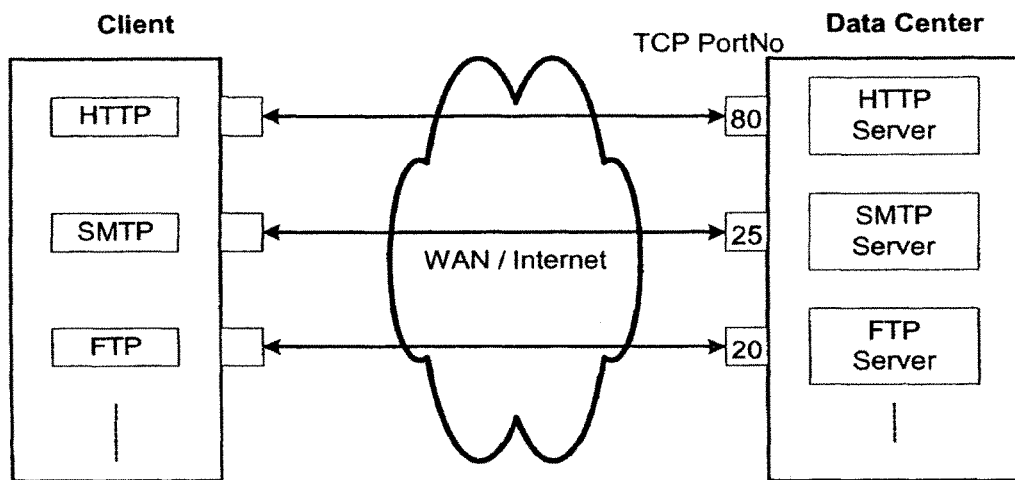 Client
Data Center
TCP PortNo
HTTP
80
HTTP
Server
SMTP
25
SMTP
Server
WAN / Internet
FTP
20
FTP
Server